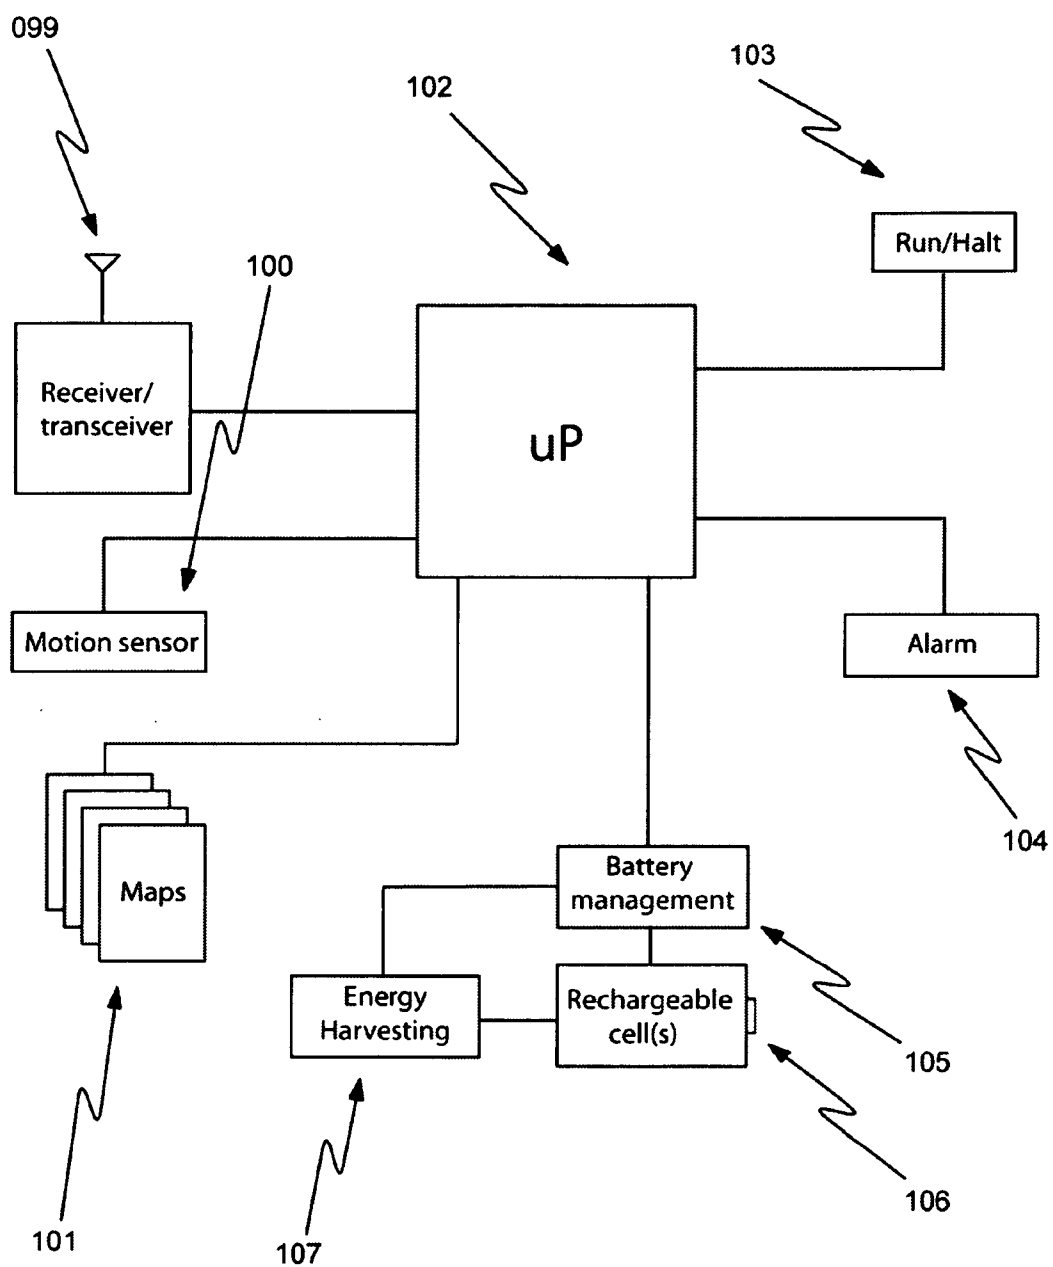 099
103
102
Run/Halt
100
Receiver/
transceiver
uP
Motion sensor
Alarm
104
Battery
management
Maps
Energy
Harvesting
Rechargeable
cell(s)
105
106
101
107